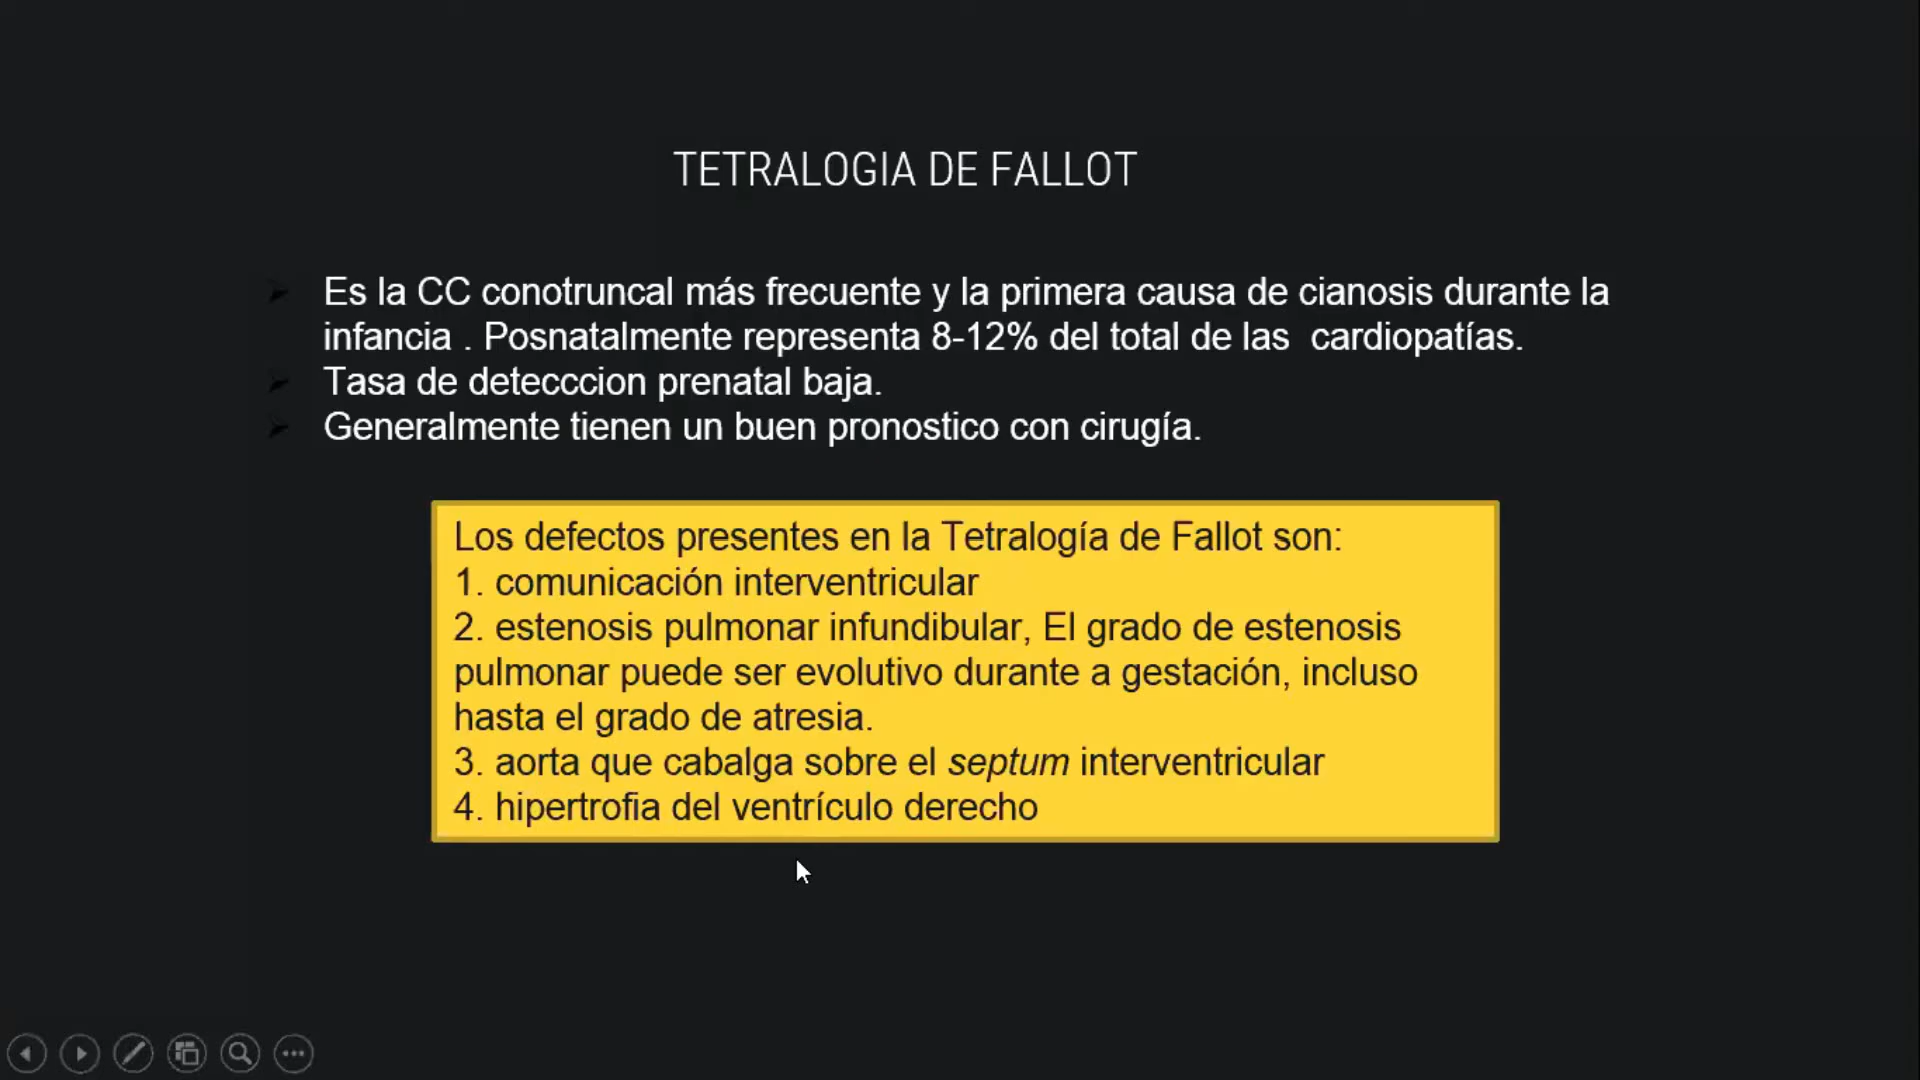 TETRALOGIA DE FALLOT
Es la CC conotruncal más frecuente y la primera causa de cianosis durante la
infancia . Posnatalmente representa 8-12% del total de las cardiopatías.
Tasa de detecccion prenatal baja.
Generalmente tienen un buen pronostico con cirugía.
Los defectos presentes en la Tetralogía de Fallot son:
1. comunicación interventricular
2. estenosis pulmonar infundibular, El grado de estenosis
pulmonar puede ser evolutivo durante a gestación, incluso
hasta el grado de atresia.
3. aorta que cabalga sobre el septum interventricular
4. hipertrofia del ventrículo derecho